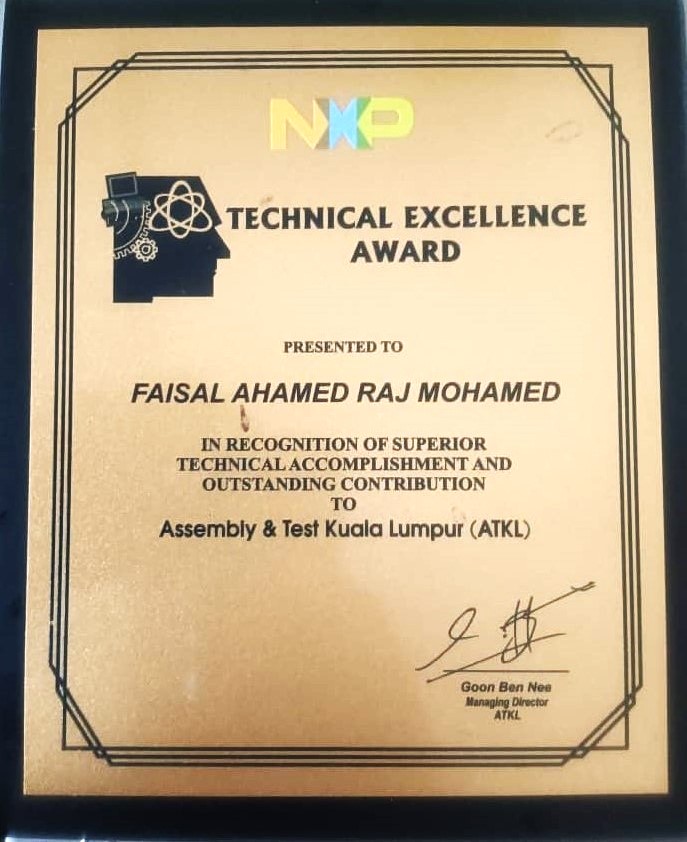 NXP
TECHNICAL EXCELLENCE
AWARD
PRESENTED TO
FAISAL AHAMED RAJ MOHAMED
IN RECOGNITION OF SUPERIOR
TECHNICAL ACCOMPLISHMENT AND
OUTSTANDING CONTRIBUTION
TO
Assembly & Test Kuala Lumpur (ATKL)
Goon Ben Nee
Managing Director
ATKL